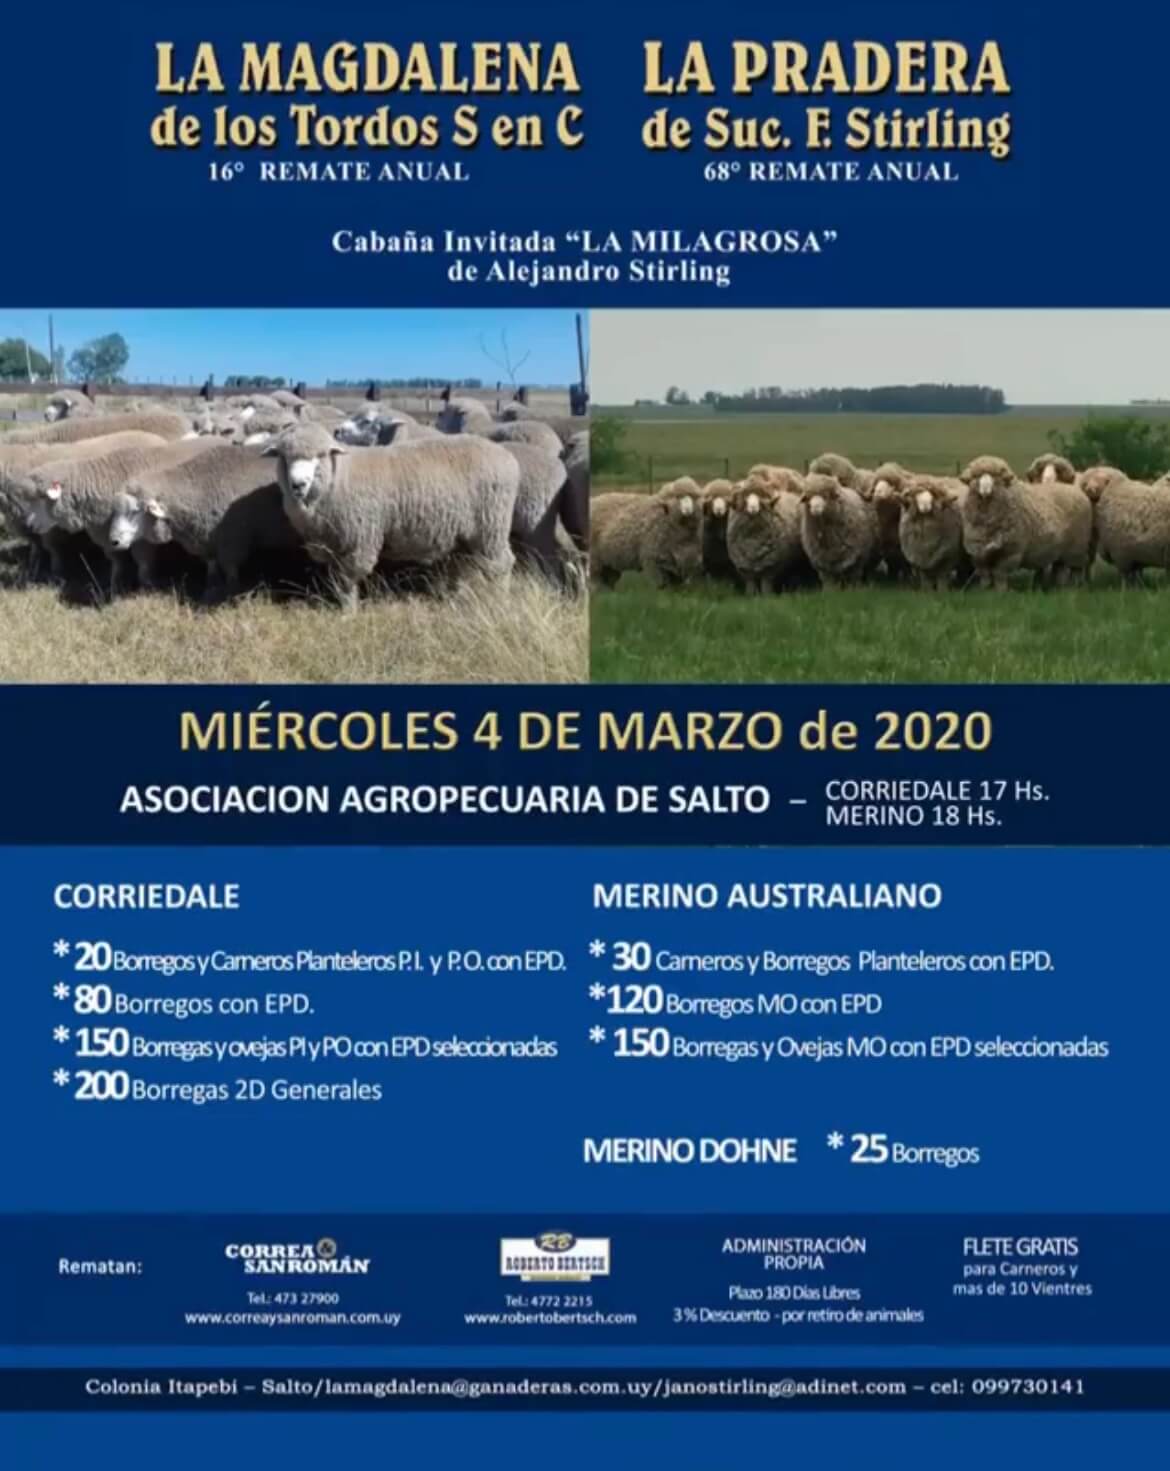 LA MAGDALENA
de los Tordos S en C
16° REMATE ANUAL
LA PRADERA
de Suc. F. Stirling
68° REMATE ANUAL
Cabaña Invitada “LA MILAGROSA”
de Alejandro Stirling
MIÉRCOLES 4 DE MARZO de 2020
ASOCIACION AGROPECUARIA DE SALTO –
CORRIEDALE 17 Hs.
MERINO 18 Hs.
CORRIEDALE
*20 Borregos y Carneros Planteleros P.I. y P.O. con EPD.
*80 Borregos con EPD.
*150 Borregas y ovejas PI y PO con EPD seleccionadas
*200 Borregas 2D Generales
MERINO AUSTRALIANO
* 30 Carneros y Borregos Planteleros con EPD.
*120 Borregos MO con EPD
* 150 Borregas y Ovejas MO con EPD seleccionadas
MERINO DOHNE * 25 Borregos
Rematan:
CORREA &
SAN ROMÁN
Tel.: 473 27900
www.correaysanroman.com.uy
RB
ROBERTO BERTSCH
Tel.: 4772 2215
www.robertobertsch.com
ADMINISTRACIÓN
PROPIA
Plazo 180 Días Libres
3% Descuento - por retiro de animales
FLETE GRATIS
para Carneros y
mas de 10 Vientres
Colonia Itapebi – Salto/lamagdalena@ganaderas.com.uy/janostirling@adinet.com – cel: 099730141